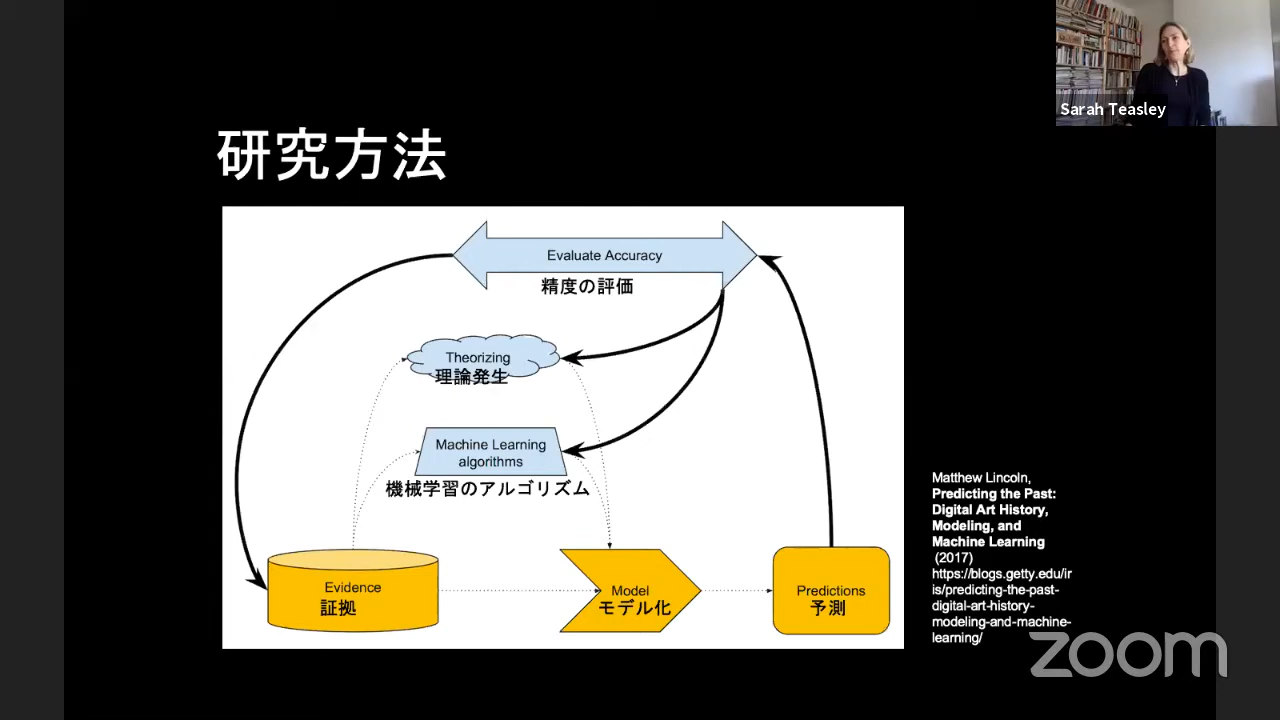 Sarah Teasley
研究方法
Evaluate Accuracy
精度の評価
Theorizing
理論発生
Machine Learning
algorithms
機械学習のアルゴリズム
Evidence
証拠
Model
モデル化
Predictions
予測
Matthew Lincoln,
Predicting the Past:
Digital Art History,
Modeling, and
Machine Learning
(2017)
https://blogs.getty.edu/ir
is/predicting-the-past-
digital-art-history-
modeling-and-machine-
learning/
zoom